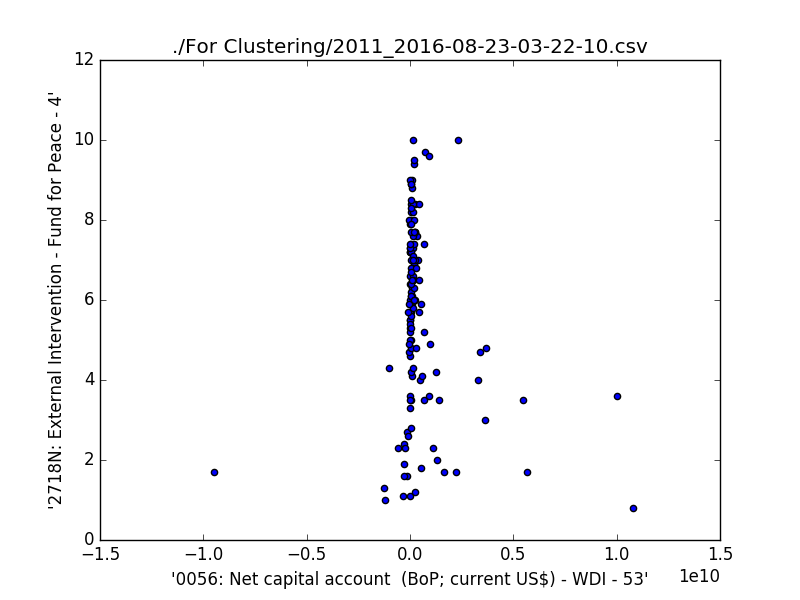 ./For Clustering/2011_2016-08-23-03-22-10.csv
'2718N: External Intervention - Fund for Peace - 4'
12
10
8
6
4
2
0
−1.5 −1.0 −0.5 0.0 0.5 1.0 1.5
1e10
'0056: Net capital account  (BoP; current US$) - WDI - 53'